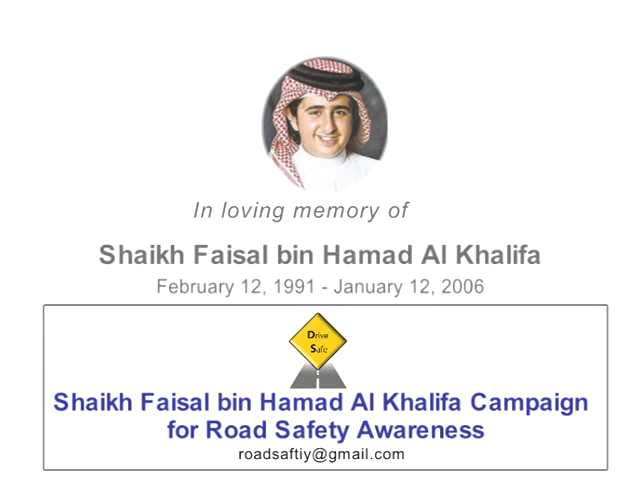 In loving memory of
Shaikh Faisal bin Hamad Al Khalifa
February 12, 1991 - January 12, 2006
Drive
Safe
Shaikh Faisal bin Hamad Al Khalifa Campaign
for Road Safety Awareness
roadsaftiy@gmail.com